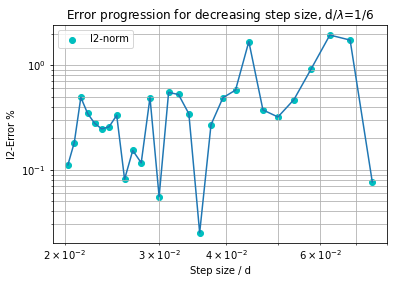 Error progression for decreasing step size, d/λ=1/6
l2-norm
l2-Error %
10⁰
10⁻¹
2 × 10⁻²
3 × 10⁻²
4 × 10⁻²
6 × 10⁻²
Step size / d